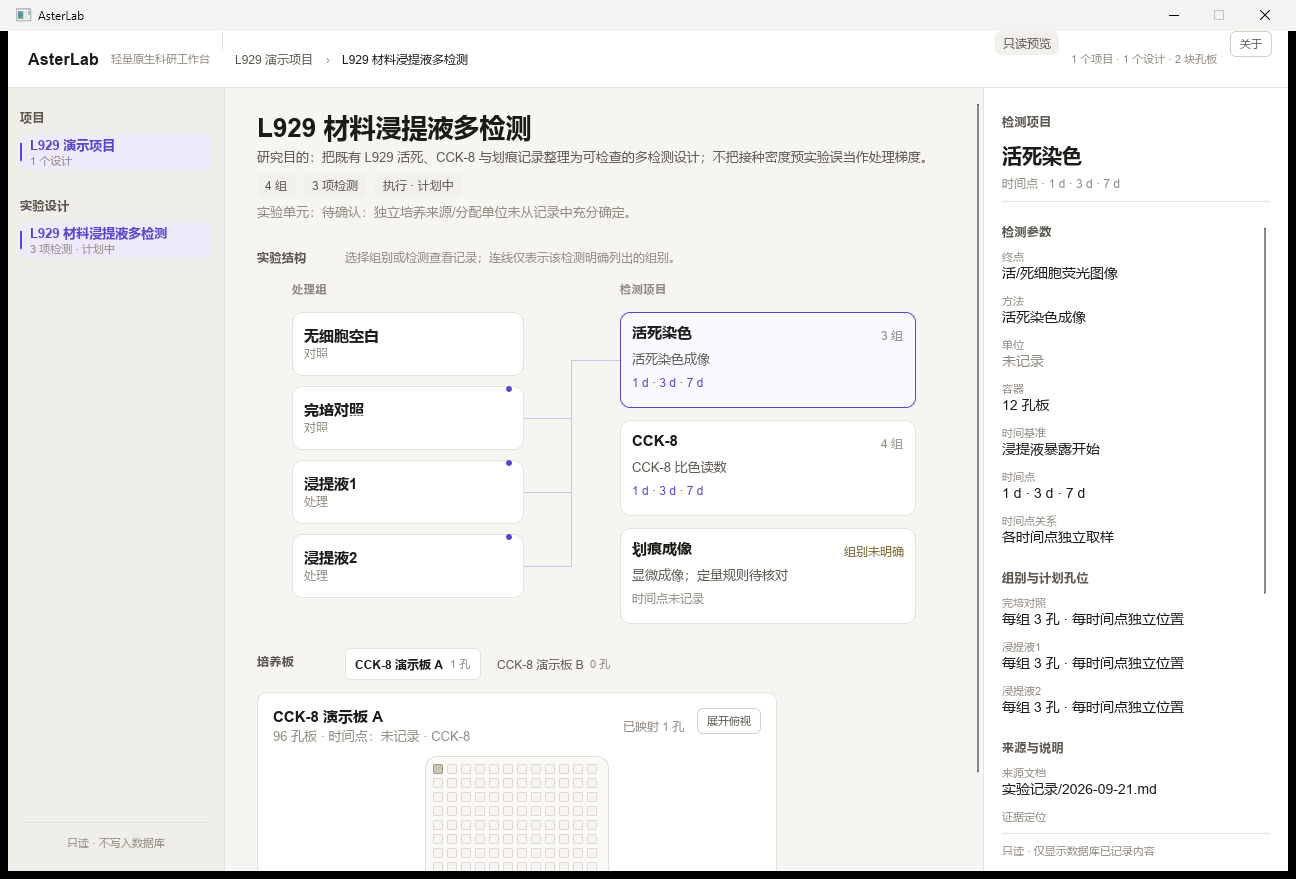 AsterLab
AsterLab 轻量原生科研工作台
L929 演示项目 › L929 材料浸提液多检测
只读预览
1 个项目 · 1 个设计 · 2 块孔板
关于
项目
L929 演示项目
1 个设计
实验设计
L929 材料浸提液多检测
3 项检测 · 计划中
只迹 · 不写入数据库
L929 材料浸提液多检测
研究目的：把既有 L929 活死、CCK-8 与划痕记录整理为可检查的多检测设计；不把接种密度预实验误当作处理梯度。
4 组
3 项检测
执行 · 计划中
实验单元：待确认：独立培养来源/分配单位未从记录中充分确定。
实验结构
选择组别或检测查看记录；连线仅表示该检测明确列出的组别。
处理组
无细胞空白
对照
完培对照
对照
浸提液1
处理
浸提液2
处理
检测项目
活死染色
3 组
活死染色成像
1 d · 3 d · 7 d
CCK-8
4 组
CCK-8 比色读数
1 d · 3 d · 7 d
划痕成像
组别未明确
显微成像；定量规则待核对
时间点未记录
培养板
CCK-8 演示板 A 1 孔
CCK-8 演示板 B 0 孔
CCK-8 演示板 A
96 孔板 · 时间点：未记录 · CCK-8
已映射 1 孔
展开俯视
检测项目
活死染色
时间点 · 1 d · 3 d · 7 d
检测参数
终点
活/死细胞荧光图像
方法
活死染色成像
单位
未记录
容器
12 孔板
时间基准
浸提液暴露开始
时间点
1 d · 3 d · 7 d
时间点关系
各时间点独立取样
组别与计划孔位
完培对照
每组 3 孔 · 每时间点独立位置
浸提液1
每组 3 孔 · 每时间点独立位置
浸提液2
每组 3 孔 · 每时间点独立位置
来源与说明
来源文档
实验记录/2026-09-21.md
证据定位
只迹 · 仅显示数据库已记录内容